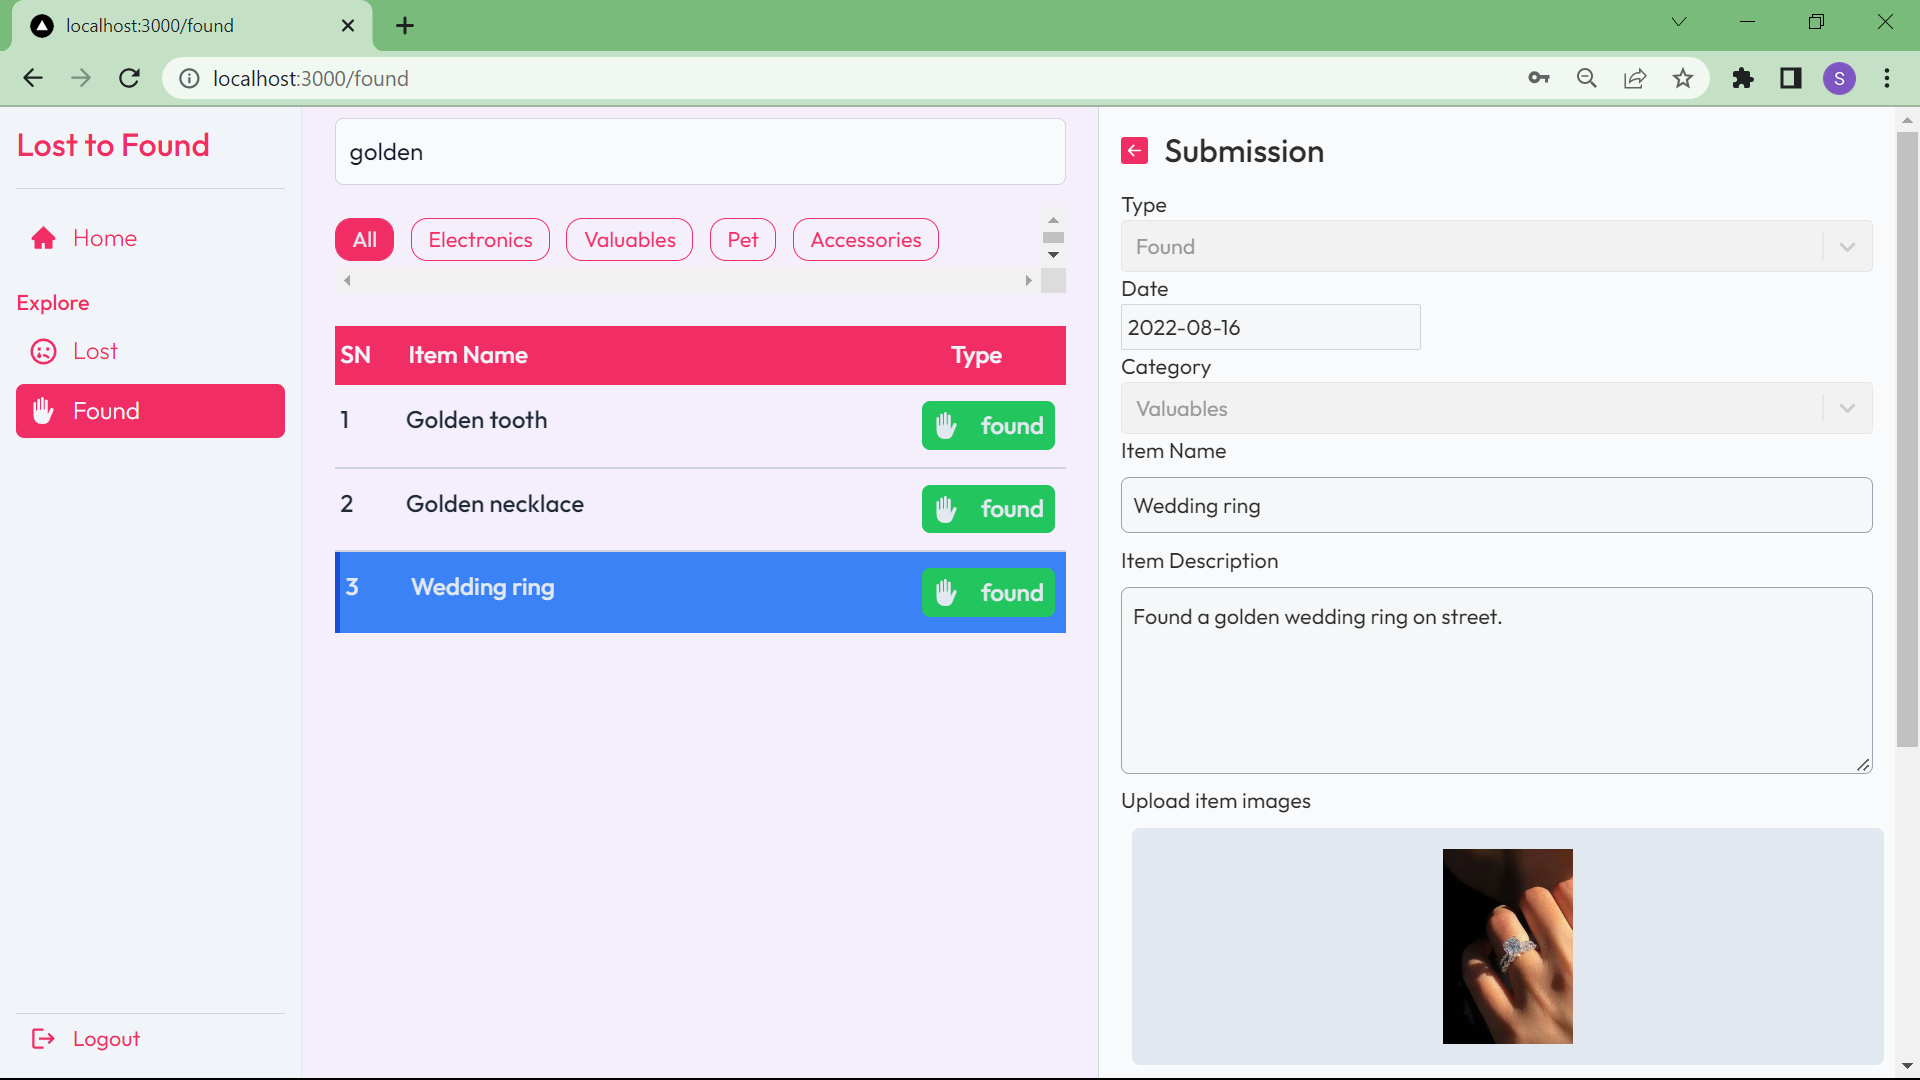 localhost:3000/found
localhost:3000/found
S
Lost to Found
Home
Explore
Lost
Found
Logout
golden
All
Electronics
Valuables
Pet
Accessories
SN Item Name Type
1 Golden tooth found
2 Golden necklace found
3 Wedding ring found
Submission
Type
Found
Date
2022-08-16
Category
Valuables
Item Name
Wedding ring
Item Description
Found a golden wedding ring on street.
Upload item images